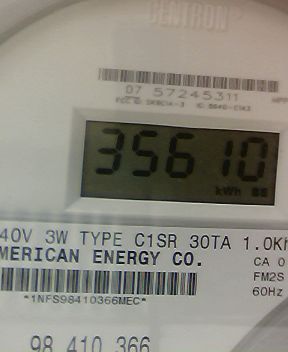 CENTRON
07 57245311
35610
kWh
40V 3W TYPE C1SR 30TA 1.0Kh
MERICAN ENERGY CO.
CA 0
FM2S
60Hz
*1NFS98410366MEC*
98 410 366